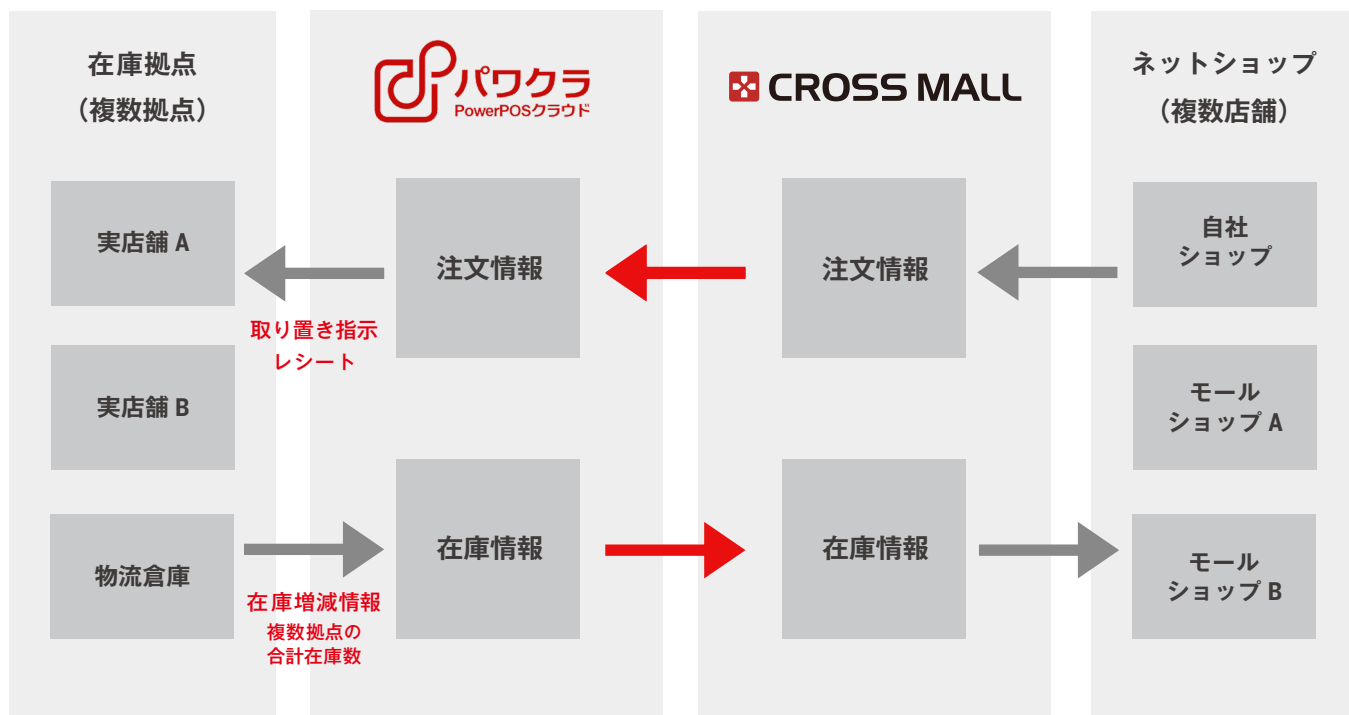 在庫拠点
（複数拠点）
実店舗 A
実店舗 B
物流倉庫
パワクラ
PowerPOSクラウド
注文情報
取り置き指示
レシート
在庫情報
在庫増減情報
複数拠点の
合計在庫数
CROSS MALL
注文情報
在庫情報
ネットショップ
（複数店舗）
自社
ショップ
モール
ショップ A
モール
ショップ B